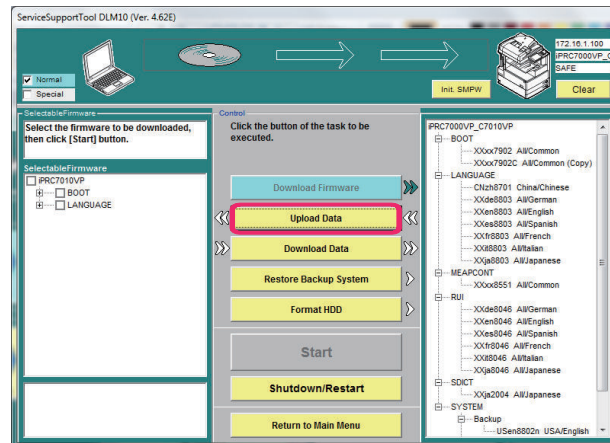 ServiceSupportTool DLM10 (Ver. 4.62E)
172.16.1.100
iPRC7000VP_C
SAFE
Normal
Special
Init. SMPW
Clear
SelectableFirmware
Select the firmware to be downloaded,
then click [Start] button.
SelectableFirmware
iPRC7010VP
BOOT
LANGUAGE
Control
Click the button of the task to be
executed.
Download Firmware
Upload Data
Download Data
Restore Backup System
Format HDD
Start
Shutdown/Restart
Return to Main Menu
iPRC7000VP_C7010VP
BOOT
XXxx7902 All/Common
XXxx7902C All/Common (Copy)
LANGUAGE
CNzh8701 China/Chinese
XXde8803 All/German
XXen8803 All/English
XXes8803 All/Spanish
XXfr8803 All/French
XXit8803 All/Italian
XXja8803 All/Japanese
MEAPCONT
XXxx8551 All/Common
RUI
XXde8046 All/German
XXen8046 All/English
XXes8046 All/Spanish
XXfr8046 All/French
XXit8046 All/Italian
XXja8046 All/Japanese
SDICT
XXja2004 All/Japanese
SYSTEM
Backup
USen8802n USA/English